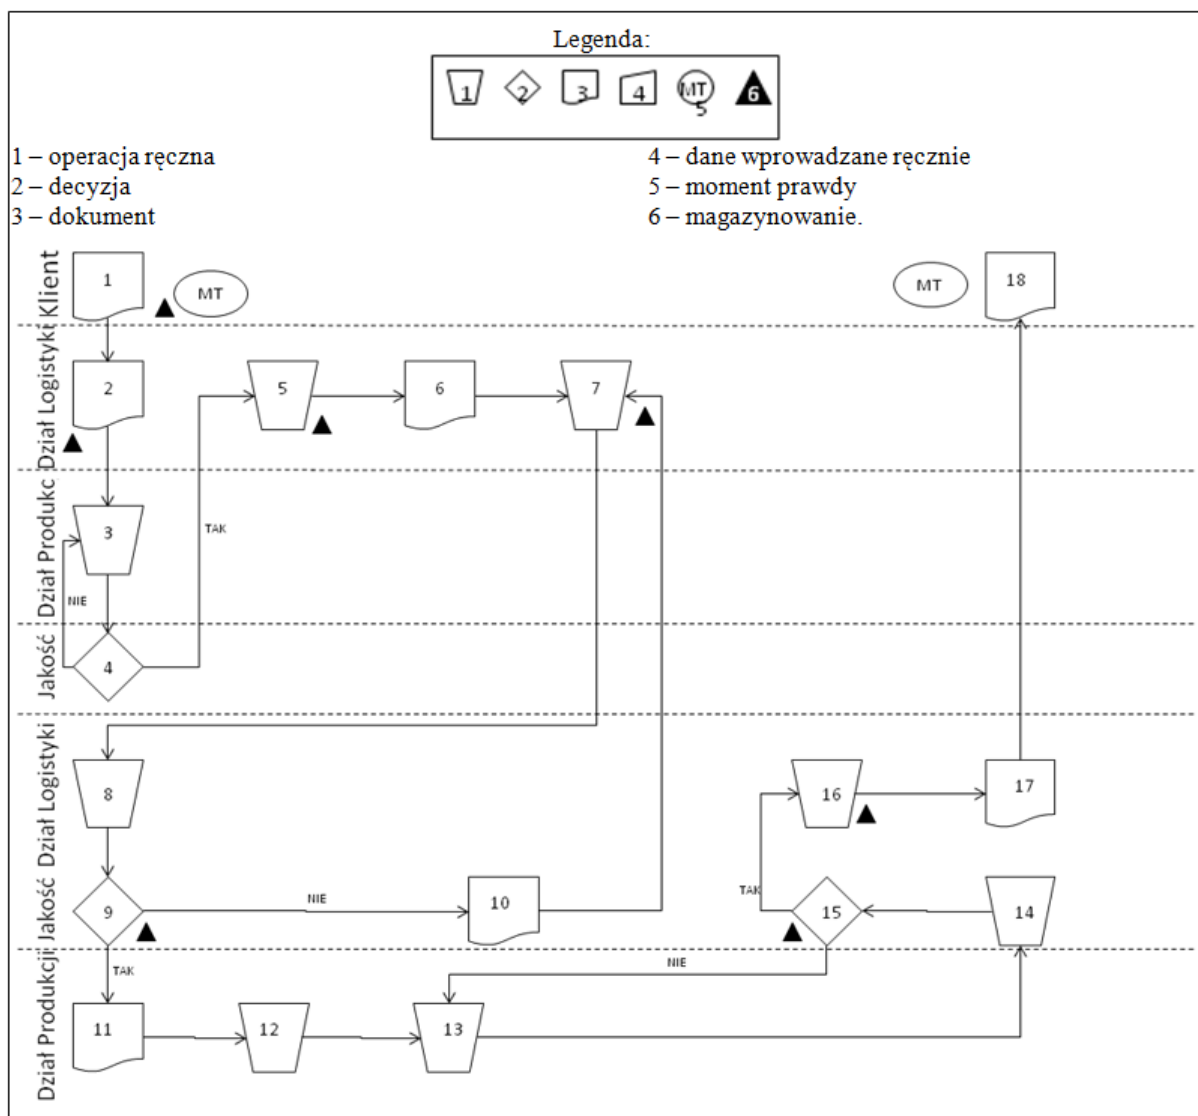 Legenda:
1 2 3 4 MT 5 6
1 – operacja ręczna
2 – decyzja
3 – dokument
4 – dane wprowadzane ręcznie
5 – moment prawdy
6 – magazynowanie.
Klient
1
MT
MT
18
Dział Logistyki
2
5
6
7
Dział Produkc
3
TAK
NIE
Jakość
4
Dział Logistyki
8
16
17
Jakość
9
NIE
10
TAK
15
14
Dział Produkcji
TAK
NIE
11
12
13